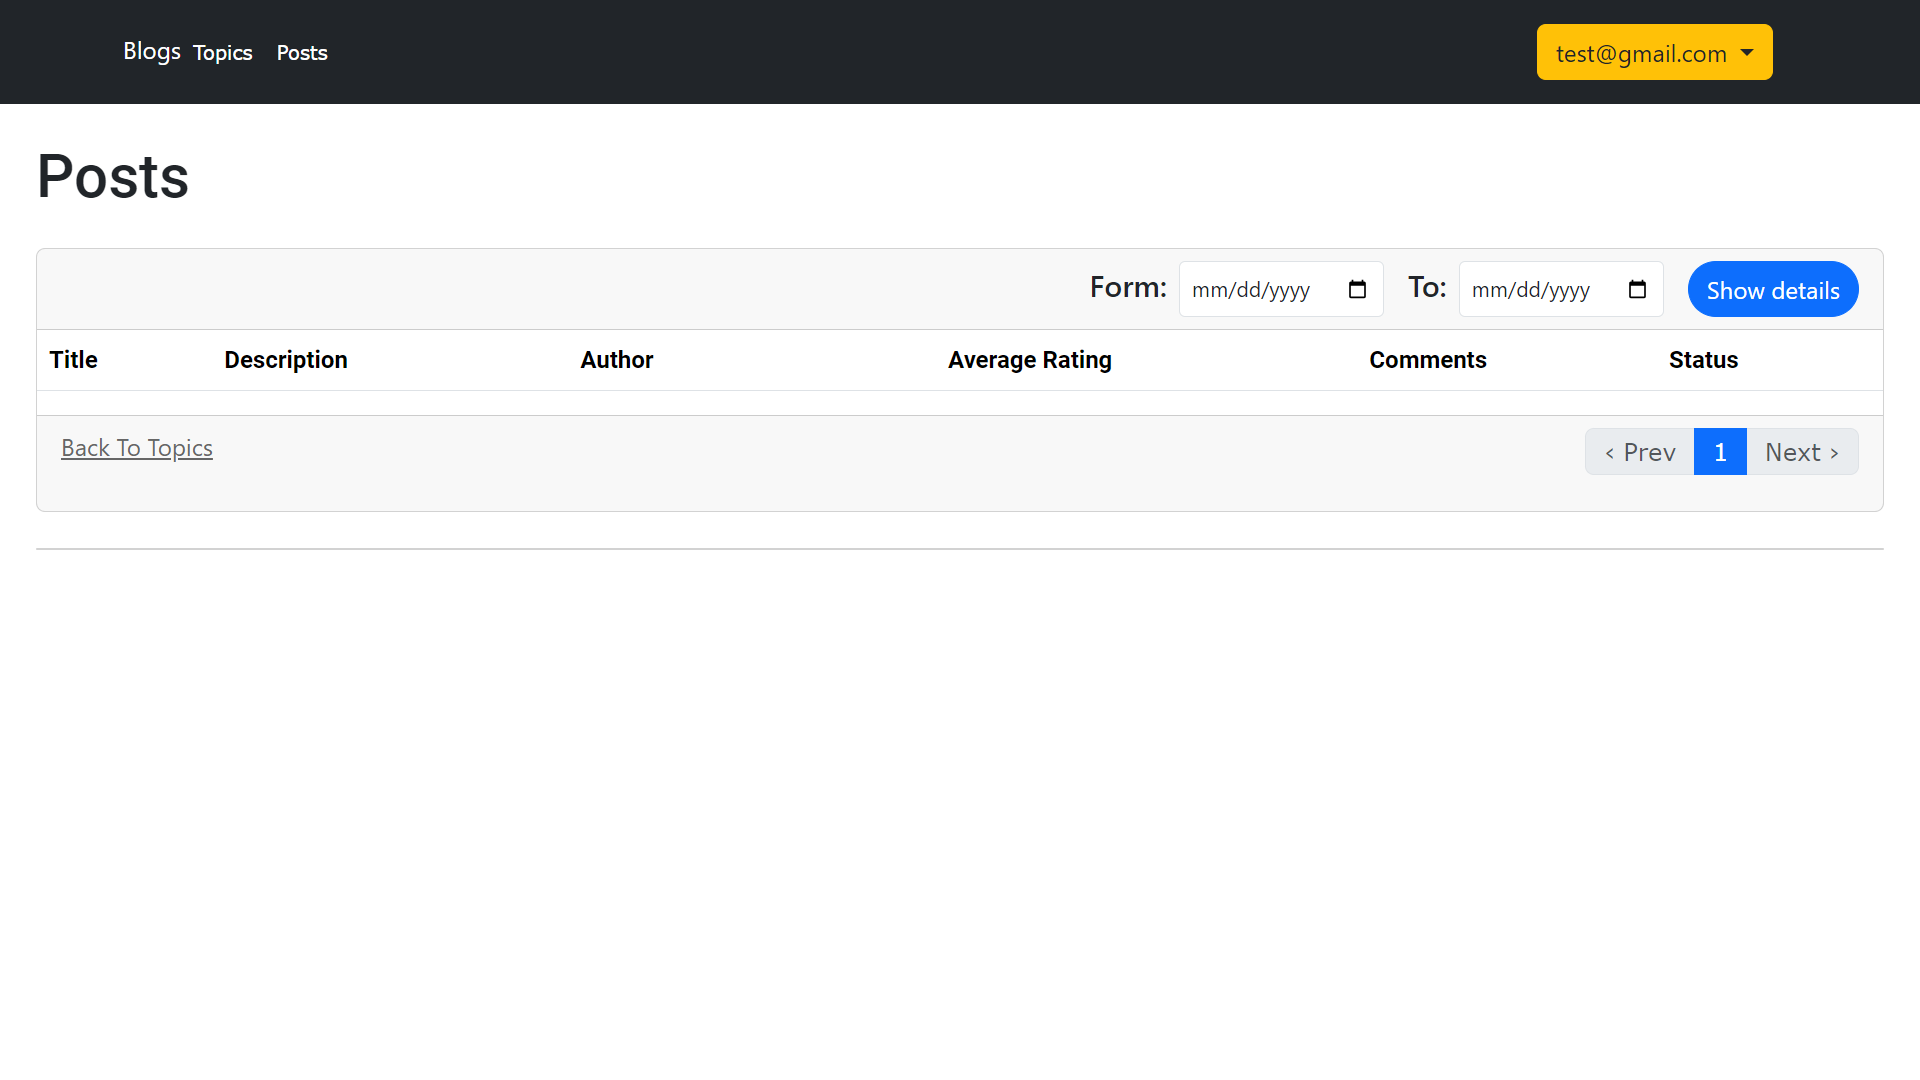 Blogs Topics Posts test@gmail.com
Posts
Form: mm/dd/yyyy To: mm/dd/yyyy Show details
Title Description Author Average Rating Comments Status
Back To Topics ‹ Prev 1 Next ›